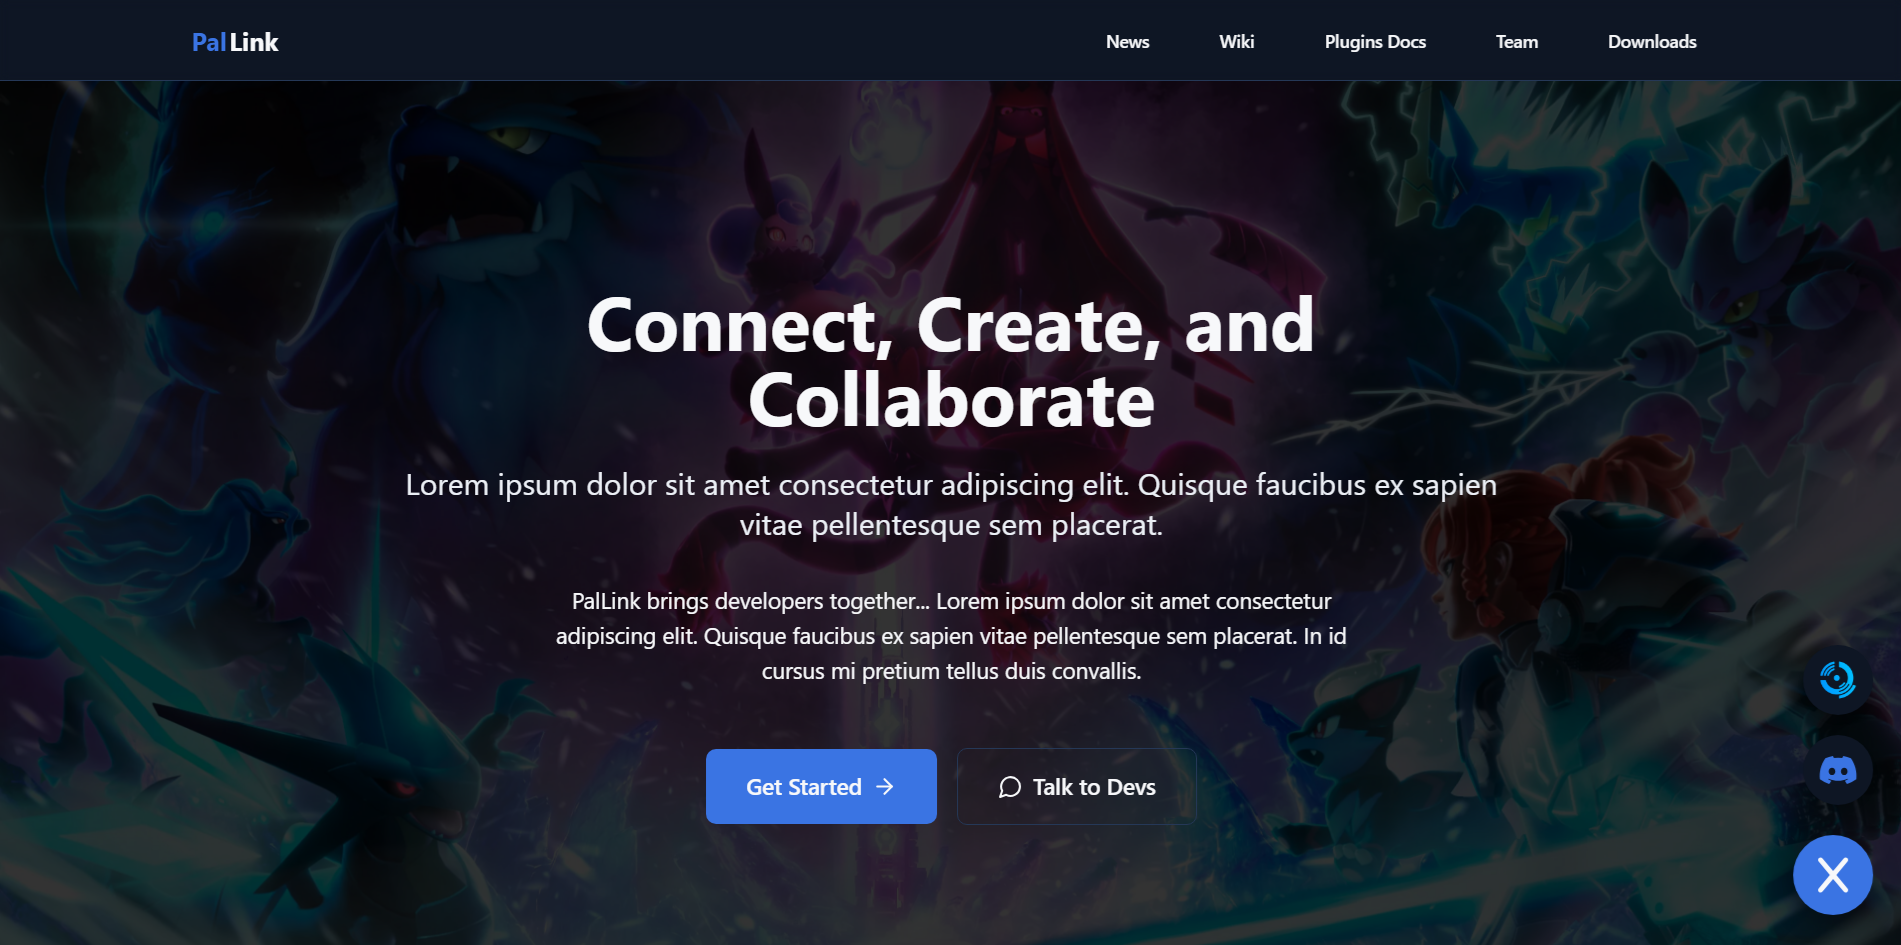 PalLink
News
Wiki
Plugins Docs
Team
Downloads
Connect, Create, and
Collaborate
Lorem ipsum dolor sit amet consectetur adipiscing elit. Quisque faucibus ex sapien
vitae pellentesque sem placerat.
PalLink brings developers together... Lorem ipsum dolor sit amet consectetur
adipiscing elit. Quisque faucibus ex sapien vitae pellentesque sem placerat. In id
cursus mi pretium tellus duis convallis.
Get Started
Talk to Devs